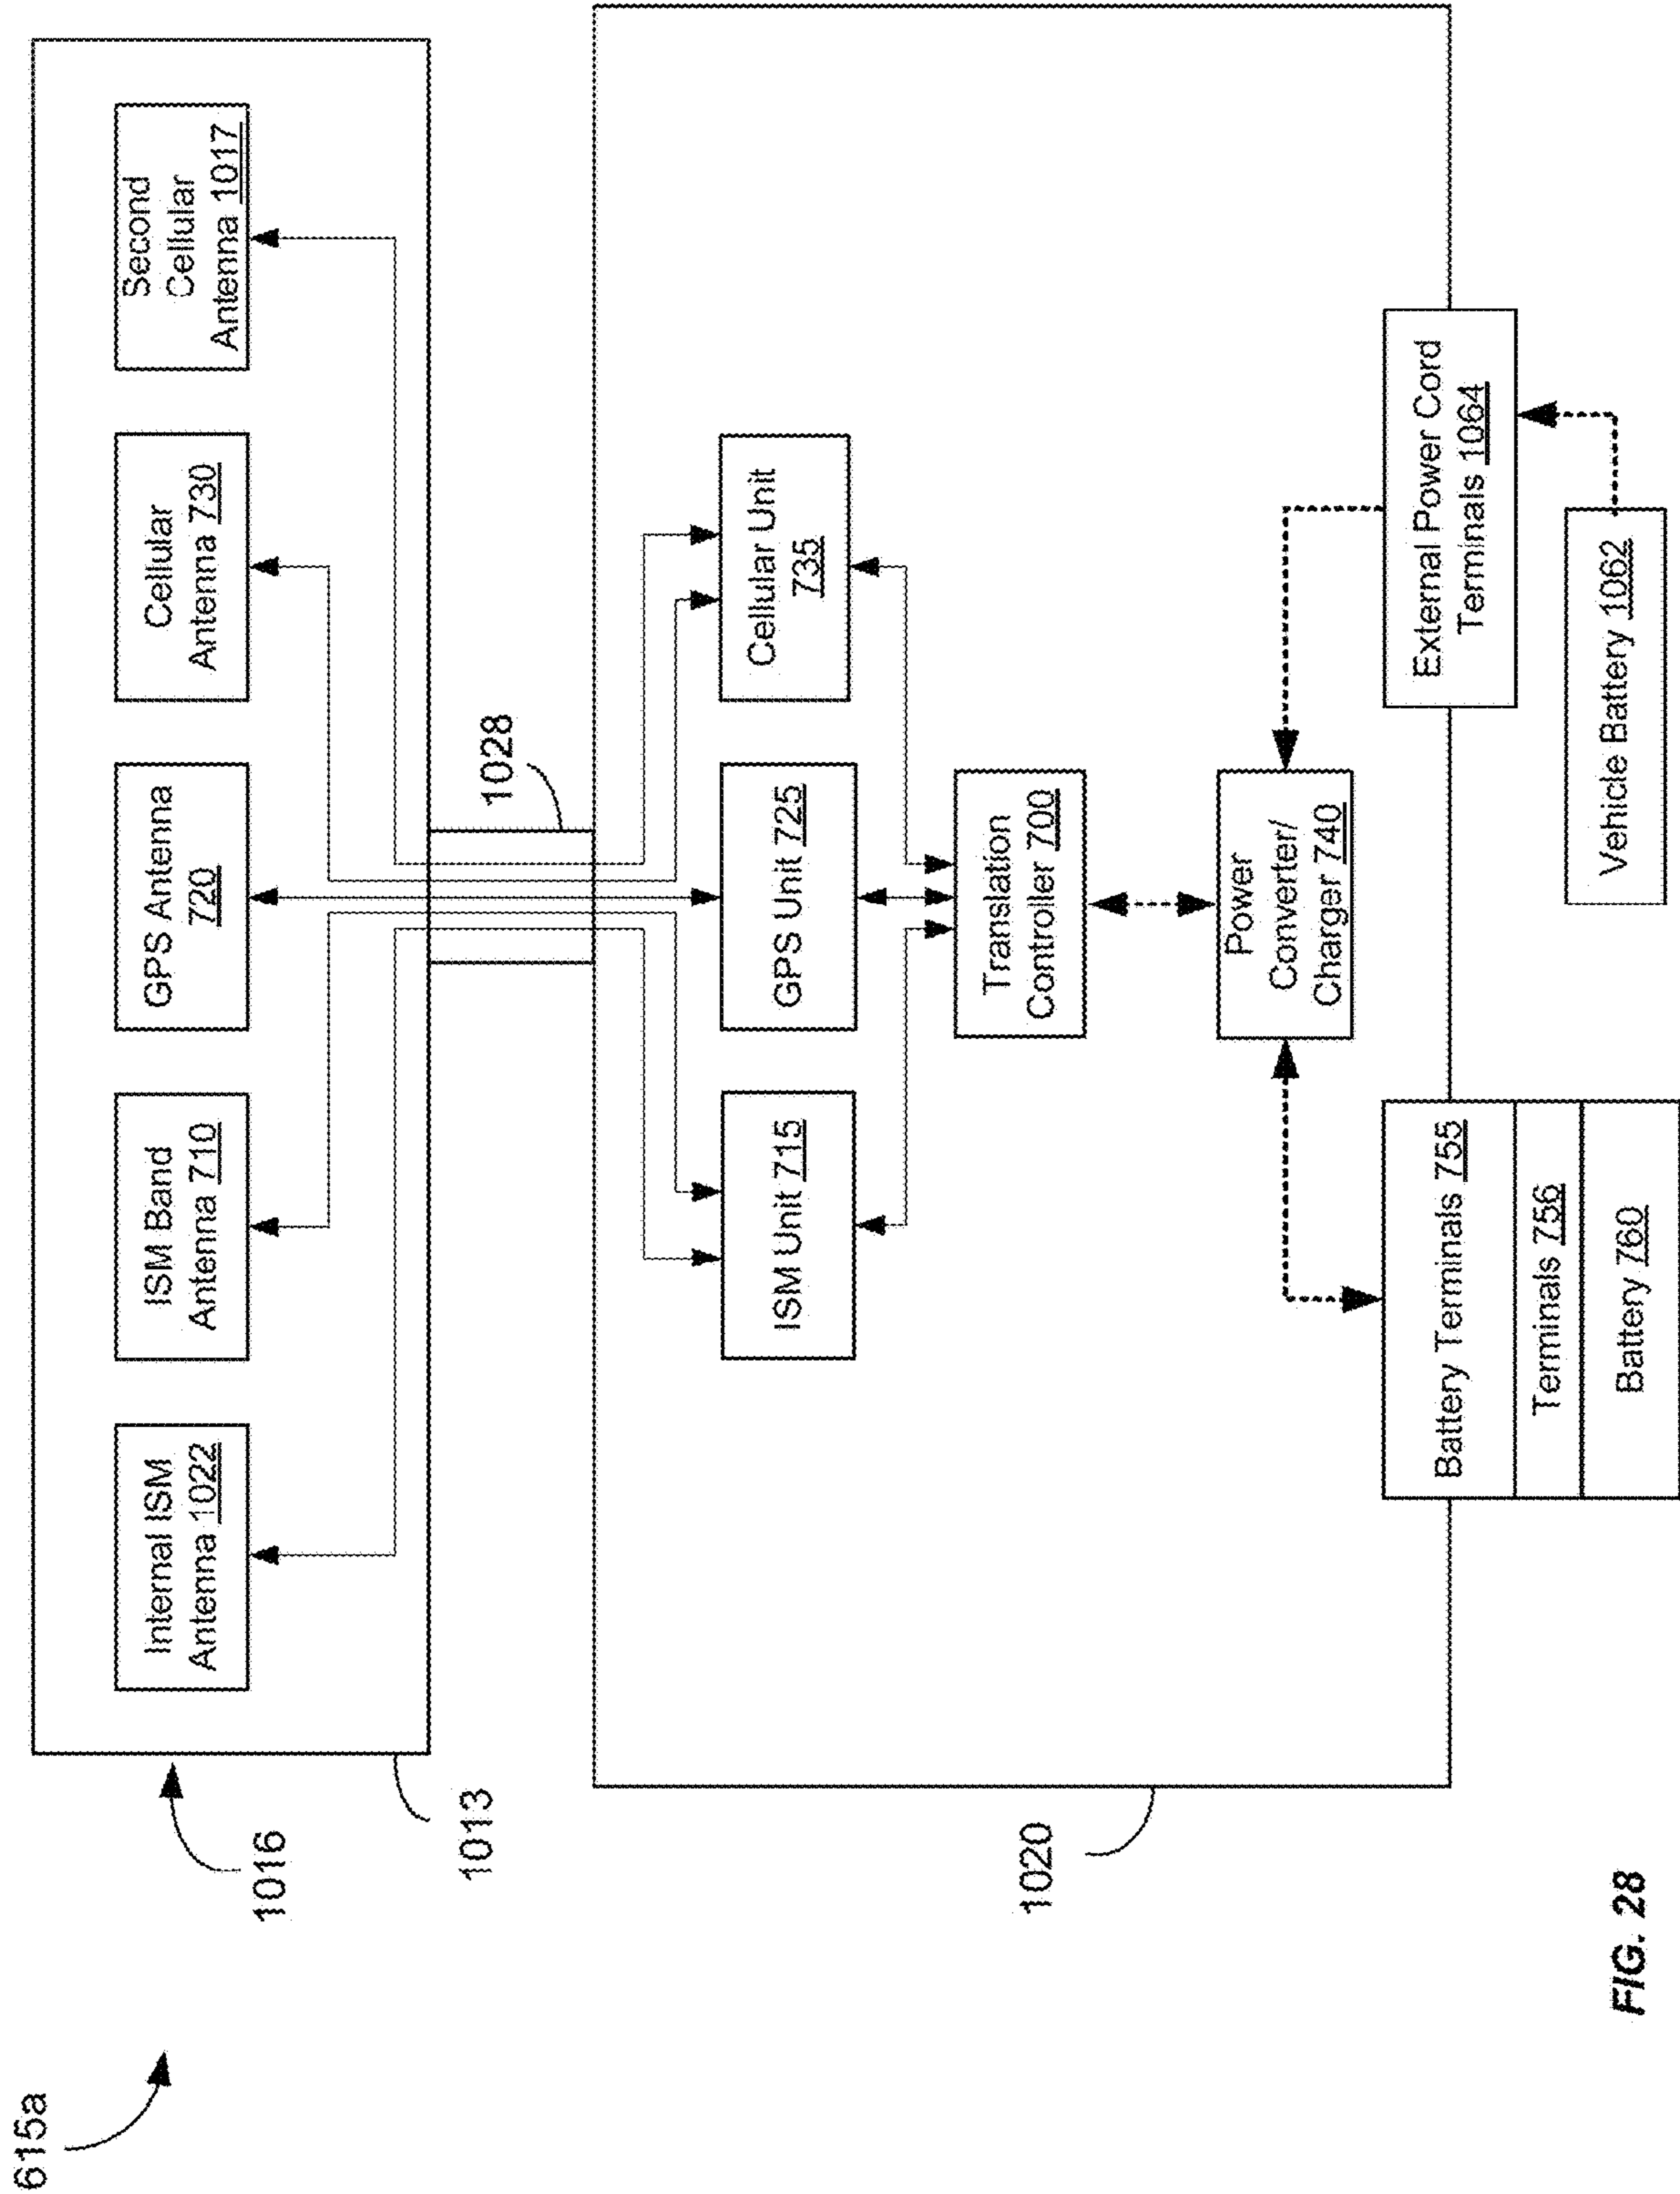 615a
1016
1013
Internal ISM
Antenna 1022
ISM Band
Antenna 710
GPS Antenna
720
Cellular
Antenna 730
Second
Cellular
Antenna 1017
1028
1020
ISM Unit 715
GPS Unit 725
Cellular Unit
735
Translation
Controller 700
Power
Converter/
Charger 740
Battery Terminals 755
Terminals 756
Battery 760
External Power Cord
Terminals 1064
Vehicle Battery 1062
FIG. 28